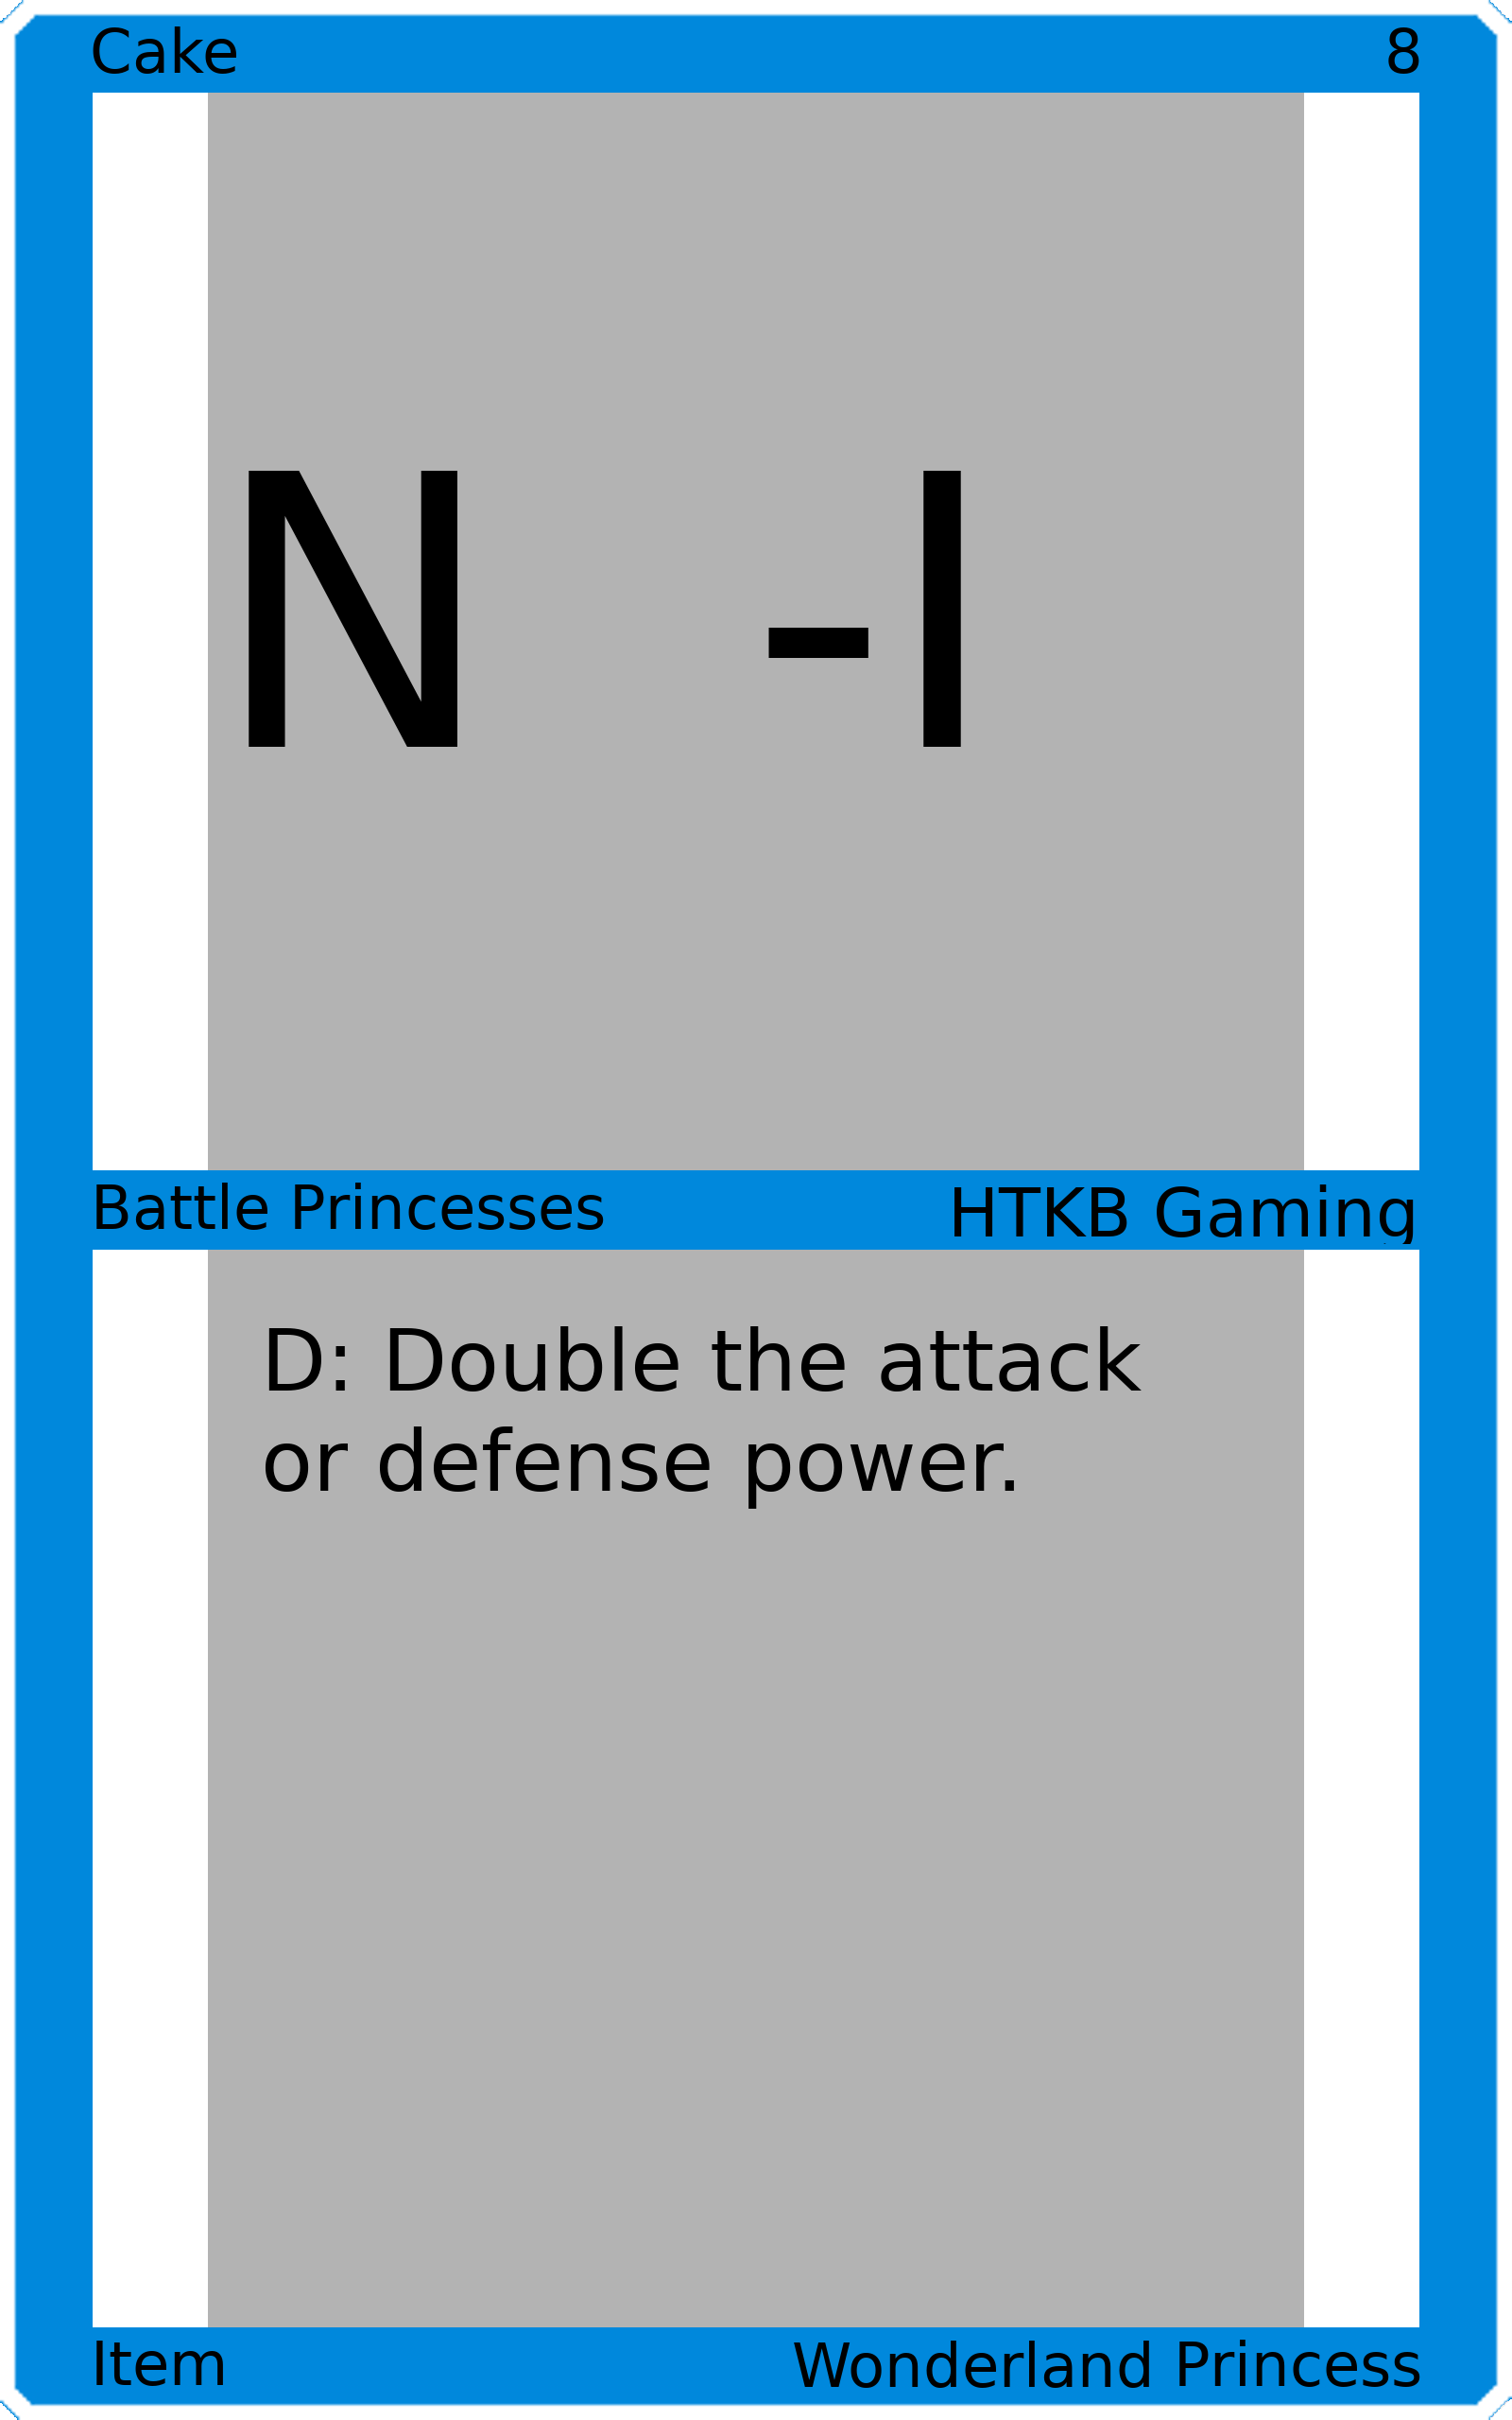 Cake 8
N -I
Battle Princesses HTKB Gaming
D: Double the attack
or defense power.
Item Wonderland Princess